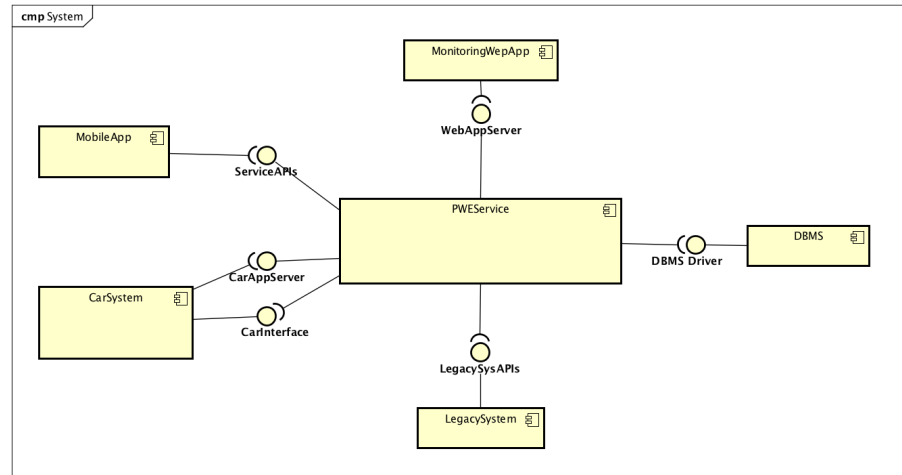 cmp System
MonitoringWepApp
WebAppServer
MobileApp
ServiceAPIs
PWEService
DBMS
DBMS Driver
CarAppServer
CarSystem
CarInterface
LegacySysAPIs
LegacySystem